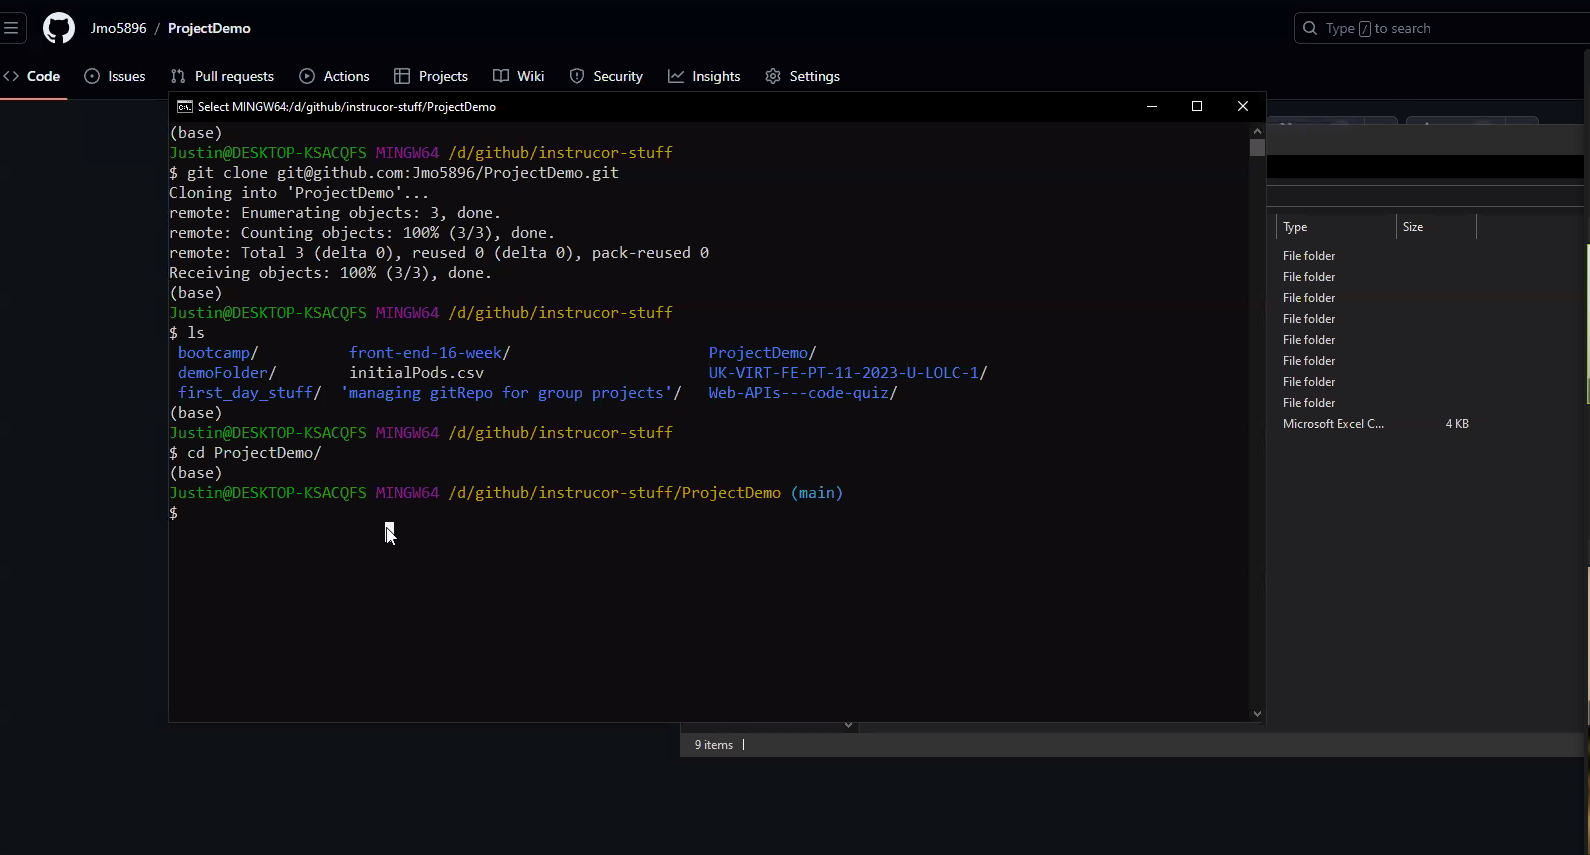 Jmo5896 / ProjectDemo
Type / to search
Code Issues Pull requests Actions Projects Wiki Security Insights Settings
Select MINGW64:/d/github/instrucor-stuff/ProjectDemo
(base)
Justin@DESKTOP-KSACQFS MINGW64 /d/github/instrucor-stuff
$ git clone git@github.com:Jmo5896/ProjectDemo.git
Cloning into 'ProjectDemo'...
remote: Enumerating objects: 3, done.
remote: Counting objects: 100% (3/3), done.
remote: Total 3 (delta 0), reused 0 (delta 0), pack-reused 0
Receiving objects: 100% (3/3), done.
(base)
Justin@DESKTOP-KSACQFS MINGW64 /d/github/instrucor-stuff
$ ls
bootcamp/ front-end-16-week/ ProjectDemo/
demoFolder/ initialPods.csv UK-VIRT-FE-PT-11-2023-U-LOLC-1/
first_day_stuff/ 'managing gitRepo for group projects'/ Web-APIs---code-quiz/
(base)
Justin@DESKTOP-KSACQFS MINGW64 /d/github/instrucor-stuff
$ cd ProjectDemo/
(base)
Justin@DESKTOP-KSACQFS MINGW64 /d/github/instrucor-stuff/ProjectDemo (main)
$
Type Size
File folder
File folder
File folder
File folder
File folder
File folder
File folder
File folder
Microsoft Excel C... 4 KB
9 items